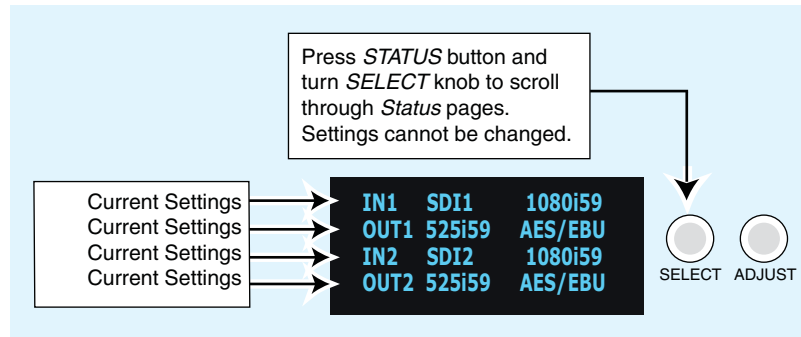 Press STATUS button and
turn SELECT knob to scroll
through Status pages.
Settings cannot be changed.
Current Settings
Current Settings
Current Settings
Current Settings
IN1 SDI1 1080i59
OUT1 525i59 AES/EBU
IN2 SDI2 1080i59
OUT2 525i59 AES/EBU
SELECT ADJUST